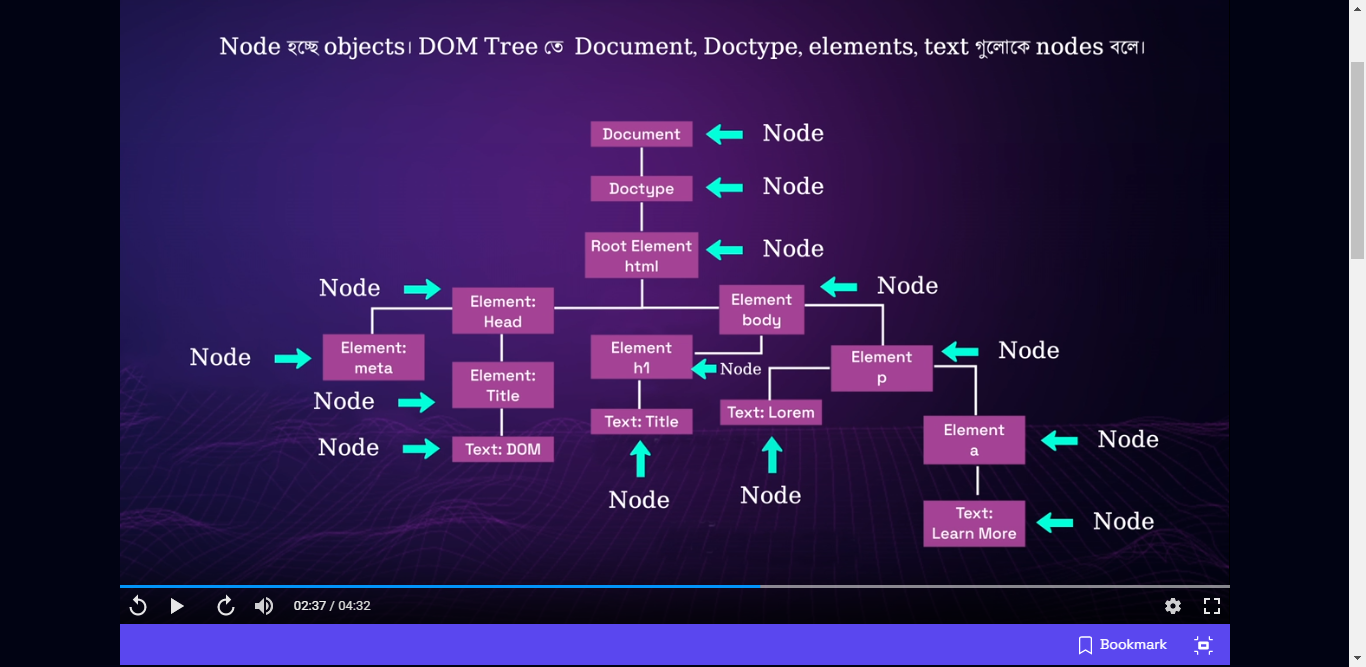 Node হচ্ছে objects। DOM Tree তে Document, Doctype, elements, text গুলোকে nodes বলে।
Document
Node
Doctype
Node
Root Element
html
Node
Node
Element:
Head
Element
body
Node
Node
Element:
meta
Element
h1
Node
Element
p
Node
Node
Element:
Title
Text: Title
Text: Lorem
Node
Text: DOM
Element
a
Node
Node
Node
Text:
Learn More
Node
02:37 / 04:32
Bookmark